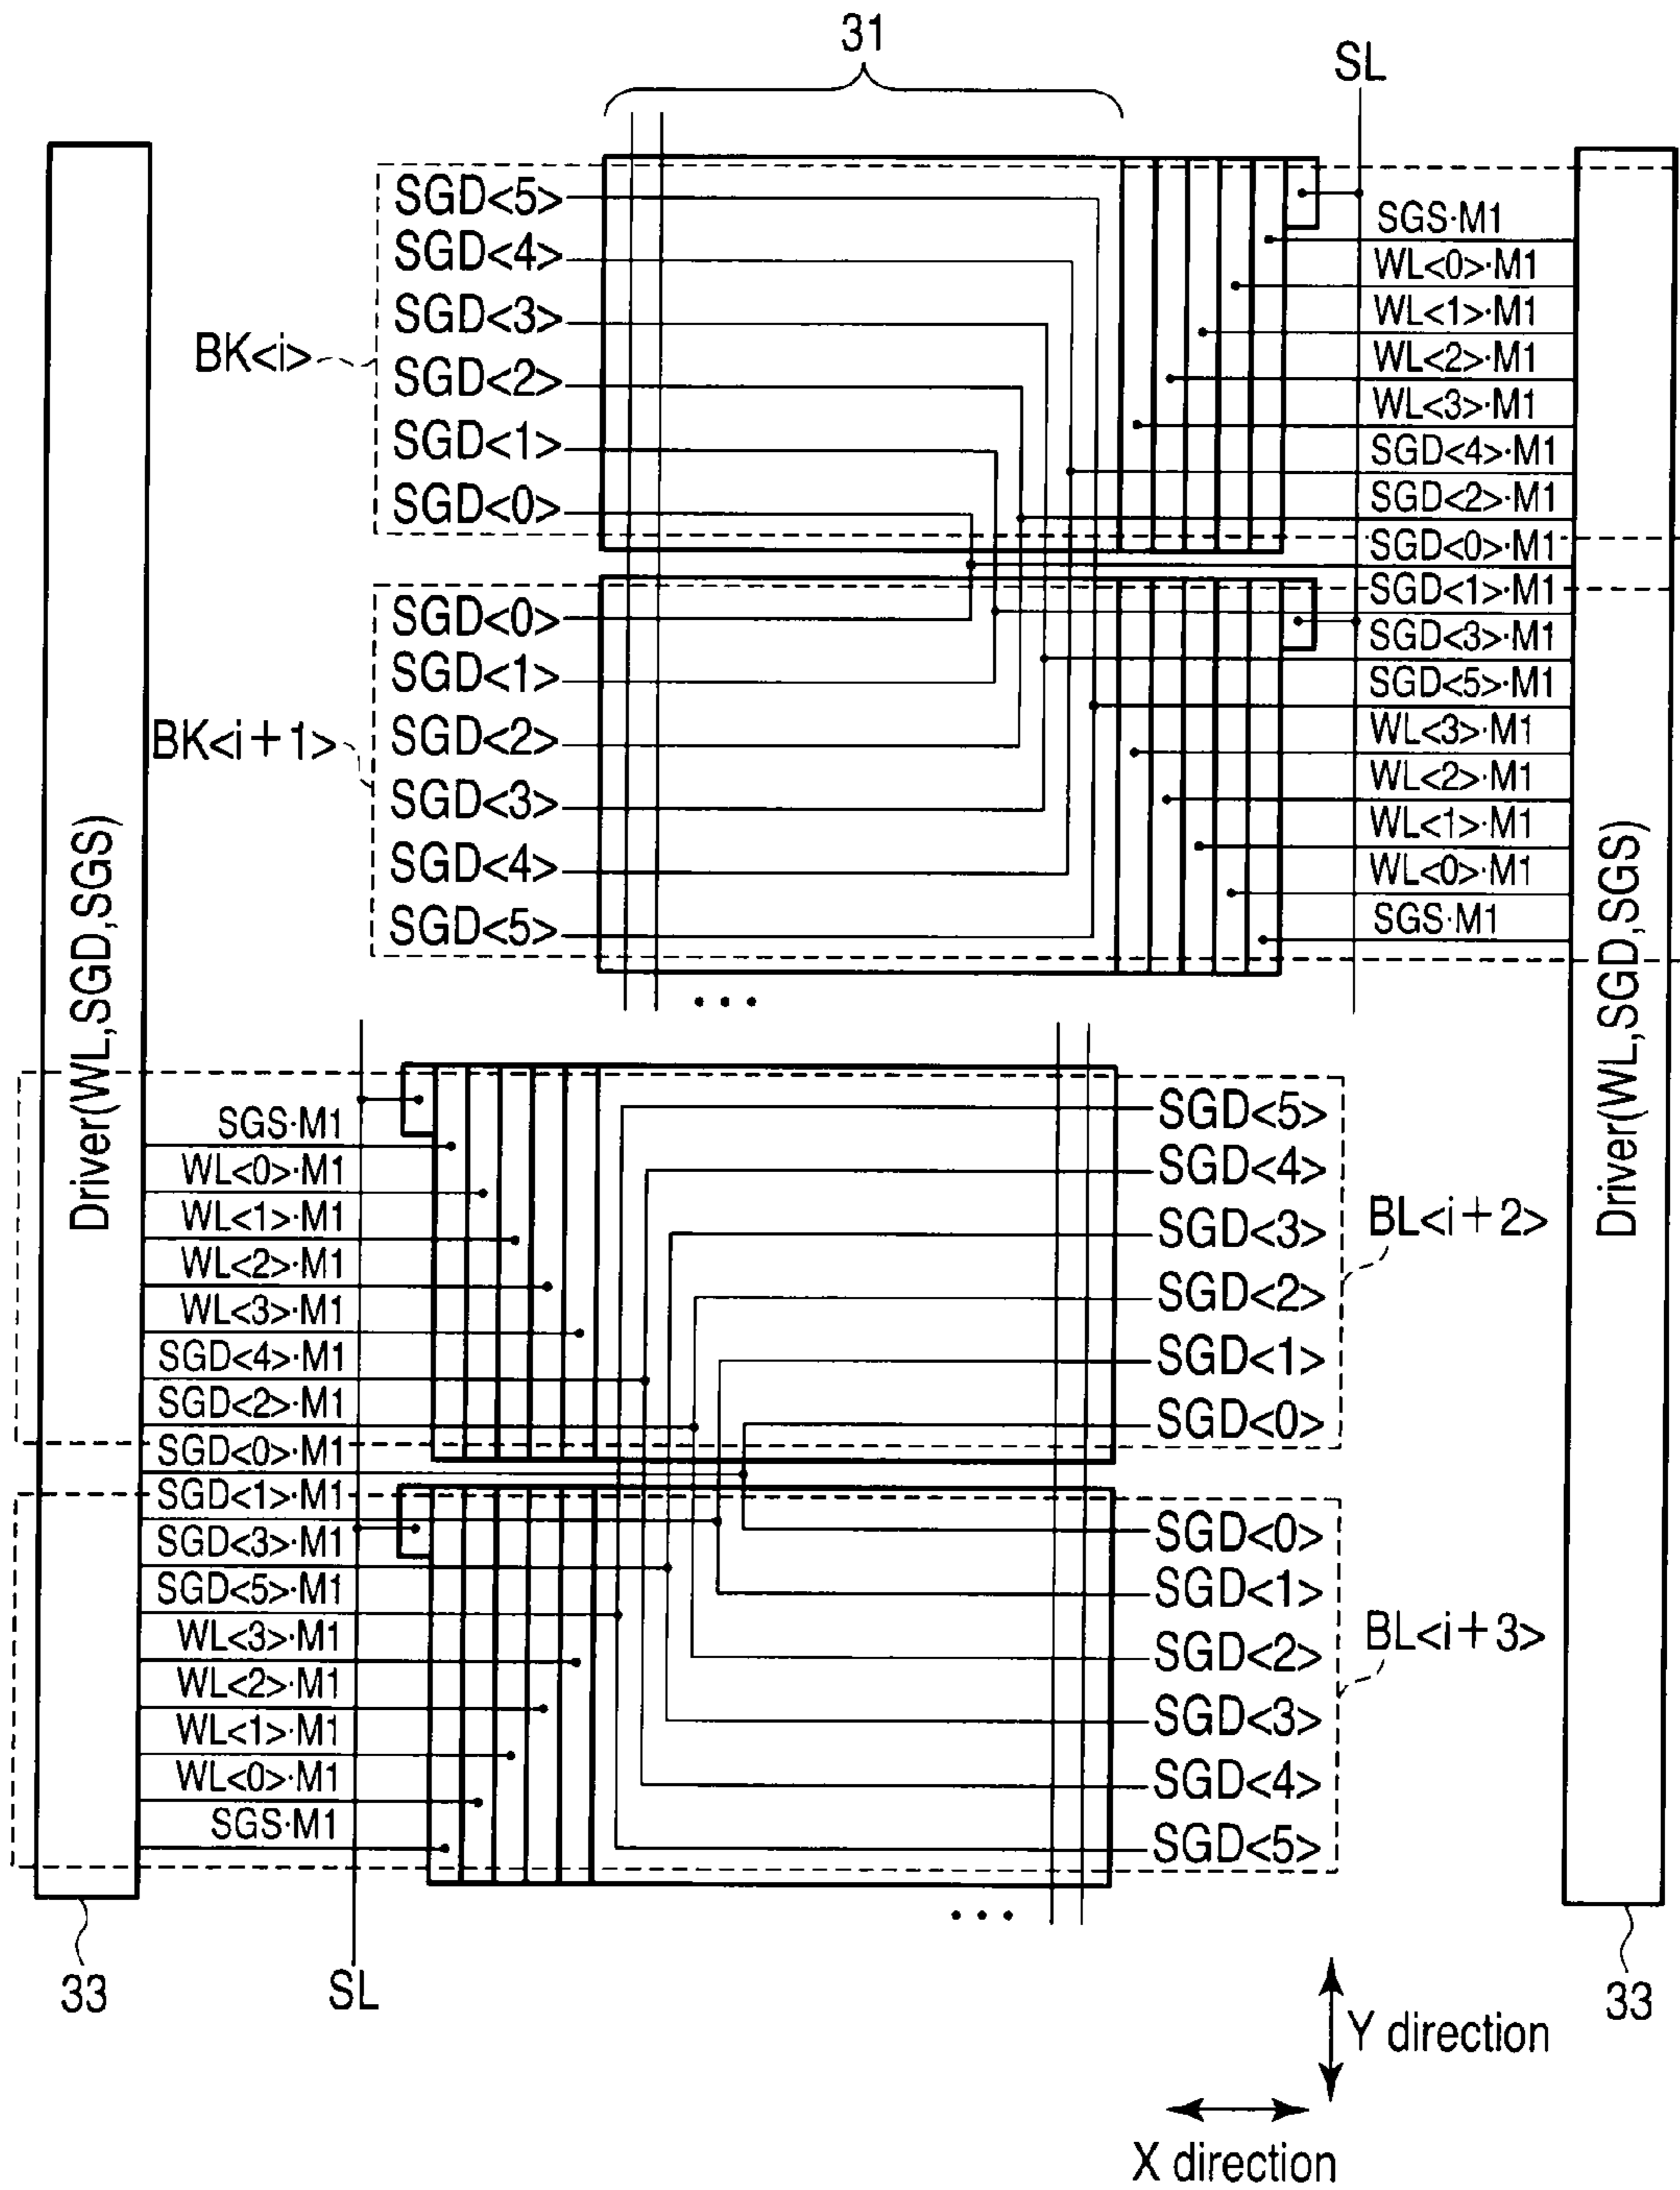 31
SL
SGD<5>
SGD<4>
SGD<3>
SGD<2>
SGD<1>
SGD<0>
BK<i>
SGS·M1
WL<0>·M1
WL<1>·M1
WL<2>·M1
WL<3>·M1
SGD<4>·M1
SGD<2>·M1
SGD<0>·M1
SGD<1>·M1
SGD<3>·M1
SGD<5>·M1
WL<3>·M1
WL<2>·M1
WL<1>·M1
WL<0>·M1
SGS·M1
SGD<0>
SGD<1>
SGD<2>
SGD<3>
SGD<4>
SGD<5>
BK<i+1>
Driver(WL,SGD,SGS)
Driver(WL,SGD,SGS)
...
SGS·M1
WL<0>·M1
WL<1>·M1
WL<2>·M1
WL<3>·M1
SGD<4>·M1
SGD<2>·M1
SGD<0>·M1
SGD<1>·M1
SGD<3>·M1
SGD<5>·M1
WL<3>·M1
WL<2>·M1
WL<1>·M1
WL<0>·M1
SGS·M1
SGD<5>
SGD<4>
SGD<3>
SGD<2>
SGD<1>
SGD<0>
BL<i+2>
SGD<0>
SGD<1>
SGD<2>
SGD<3>
SGD<4>
SGD<5>
BL<i+3>
...
33
SL
33
Y direction
X direction